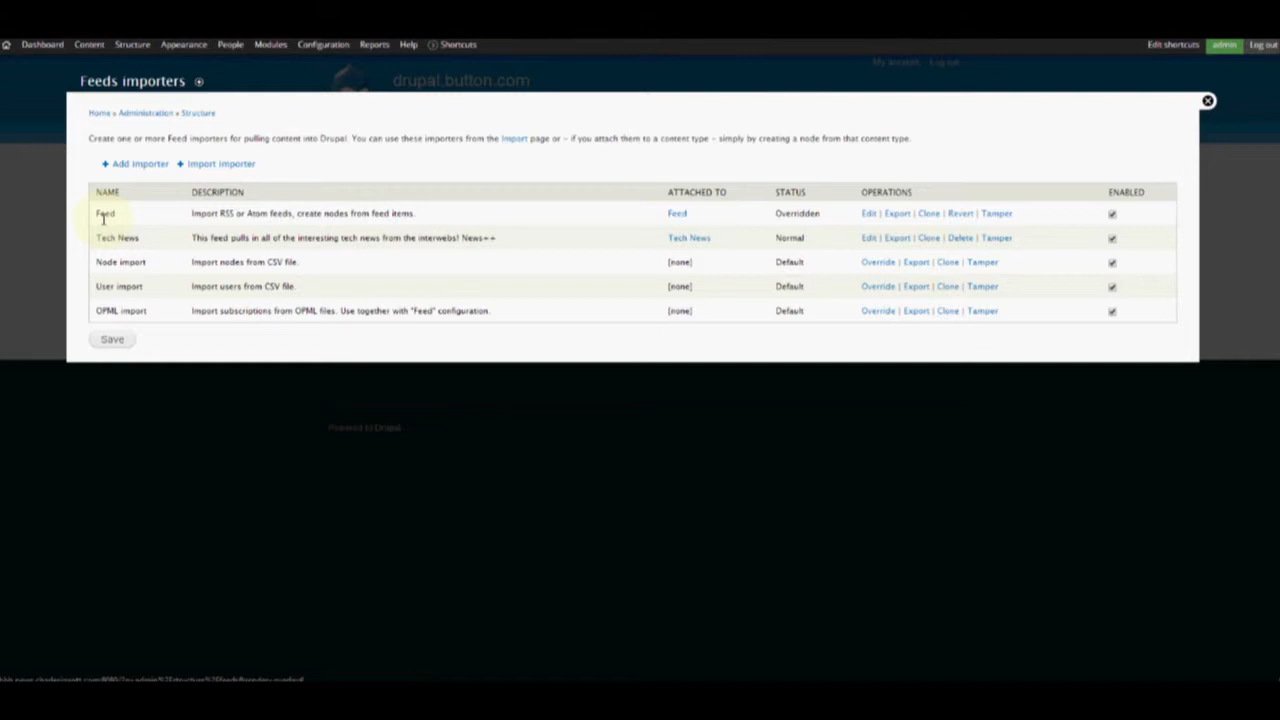 Dashboard Content Structure Appearance People Modules Configuration Reports Help Shortcuts Edit shortcuts admin Log out
My account Log out
Feeds importers drupal.button.com
Home » Administration » Structure
Create one or more Feed importers for pulling content into Drupal. You can use these importers from the Import page or – if you attach them to a content type – simply by creating a node from that content type.
+ Add importer + Import importer
NAME DESCRIPTION ATTACHED TO STATUS OPERATIONS ENABLED
Feed Import RSS or Atom feeds, create nodes from feed items. Feed Overridden Edit | Export | Clone | Revert | Tamper
Tech News This feed pulls in all of the interesting tech news from the interwebs! News++ Tech News Normal Edit | Export | Clone | Delete | Tamper
Node import Import nodes from CSV file. [none] Default Override | Export | Clone | Tamper
User import Import users from CSV file. [none] Default Override | Export | Clone | Tamper
OPML import Import subscriptions from OPML files. Use together with "Feed" configuration. [none] Default Override | Export | Clone | Tamper
Save
Powered by Drupal